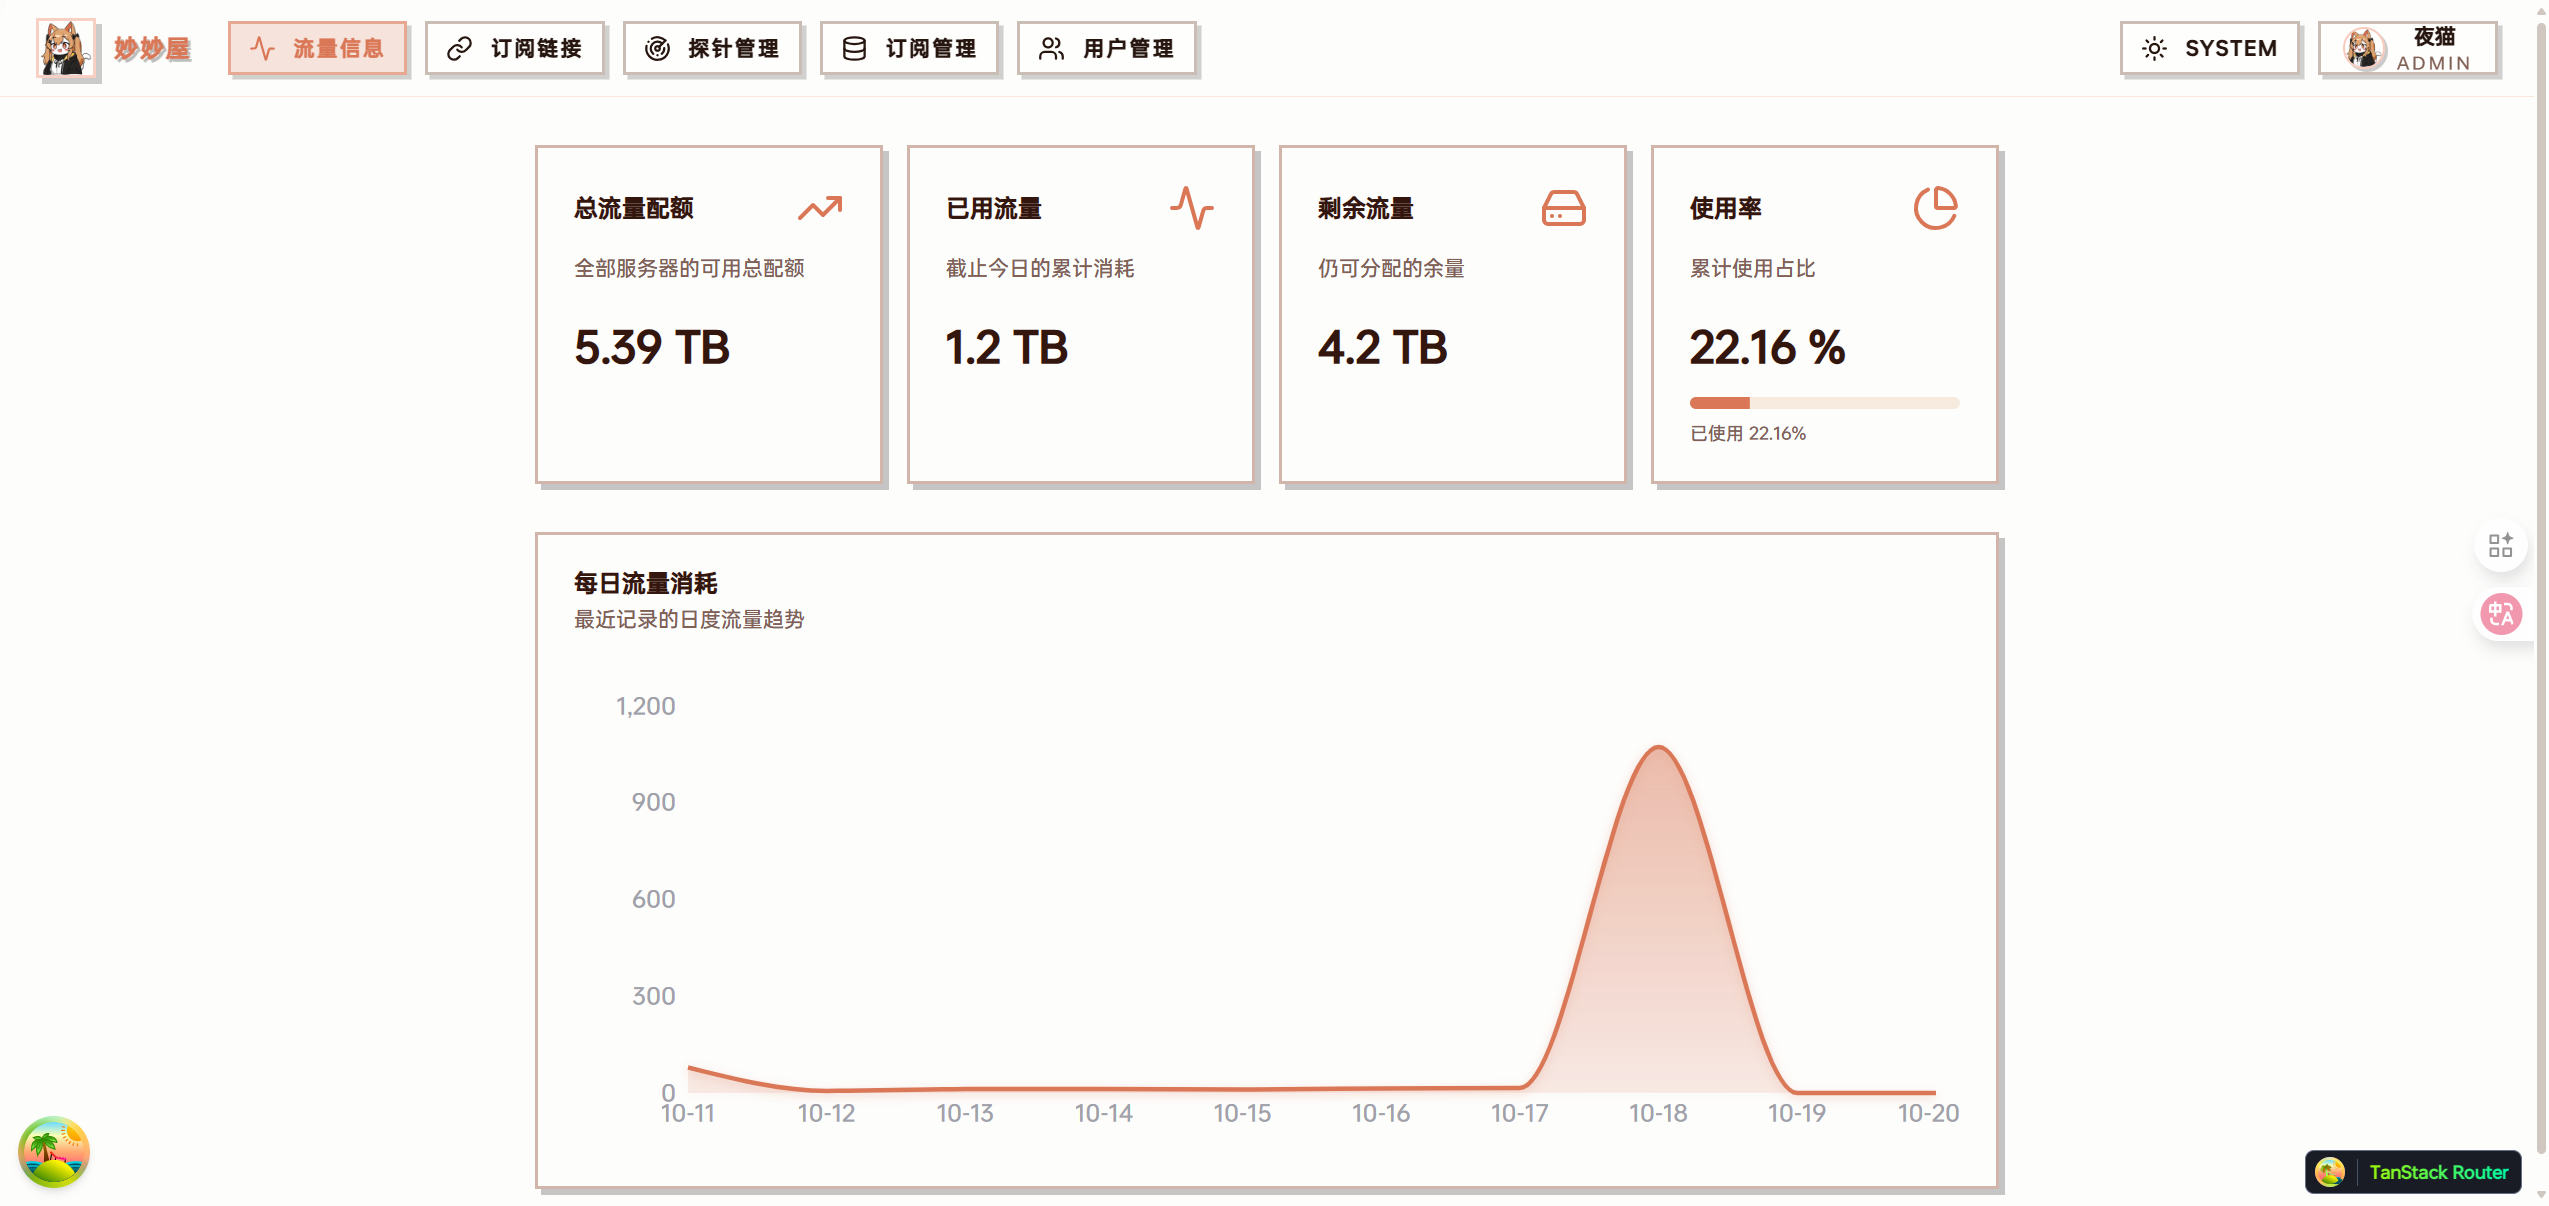 妙妙屋
流量信息
订阅链接
探针管理
订阅管理
用户管理
SYSTEM
夜猫
ADMIN
总流量配额
全部服务器的可用总配额
5.39 TB
已用流量
截止今日的累计消耗
1.2 TB
剩余流量
仍可分配的余量
4.2 TB
使用率
累计使用占比
22.16 %
已使用 22.16%
每日流量消耗
最近记录的日度流量趋势
1,200
900
600
300
0
10-11
10-12
10-13
10-14
10-15
10-16
10-17
10-18
10-19
10-20
中 A
TanStack Router